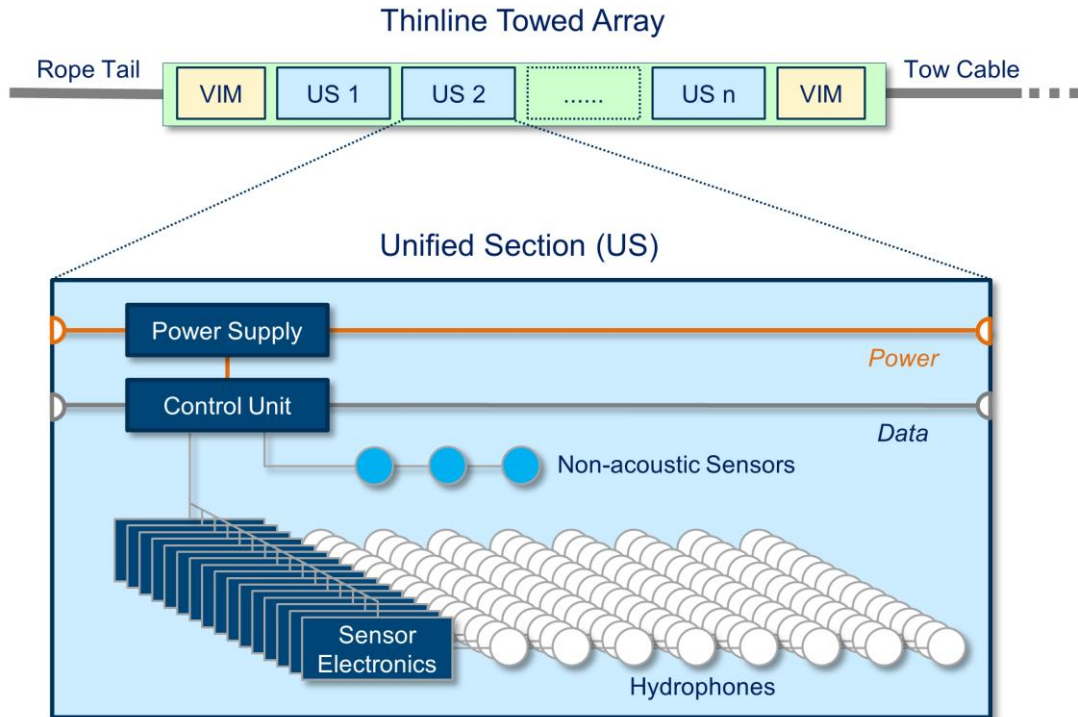 Thinline Towed Array
Rope Tail
VIM
US 1
US 2
......
US n
VIM
Tow Cable
Unified Section (US)
Power Supply
Power
Control Unit
Data
Non-acoustic Sensors
Sensor
Electronics
Hydrophones